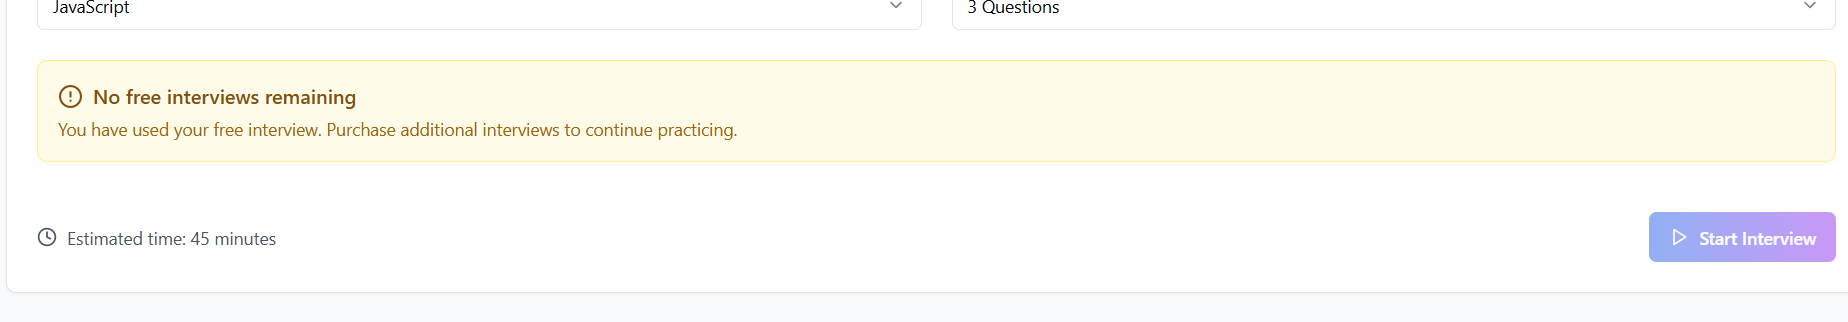 JavaScript
3 Questions
No free interviews remaining
You have used your free interview. Purchase additional interviews to continue practicing.
Estimated time: 45 minutes
Start Interview